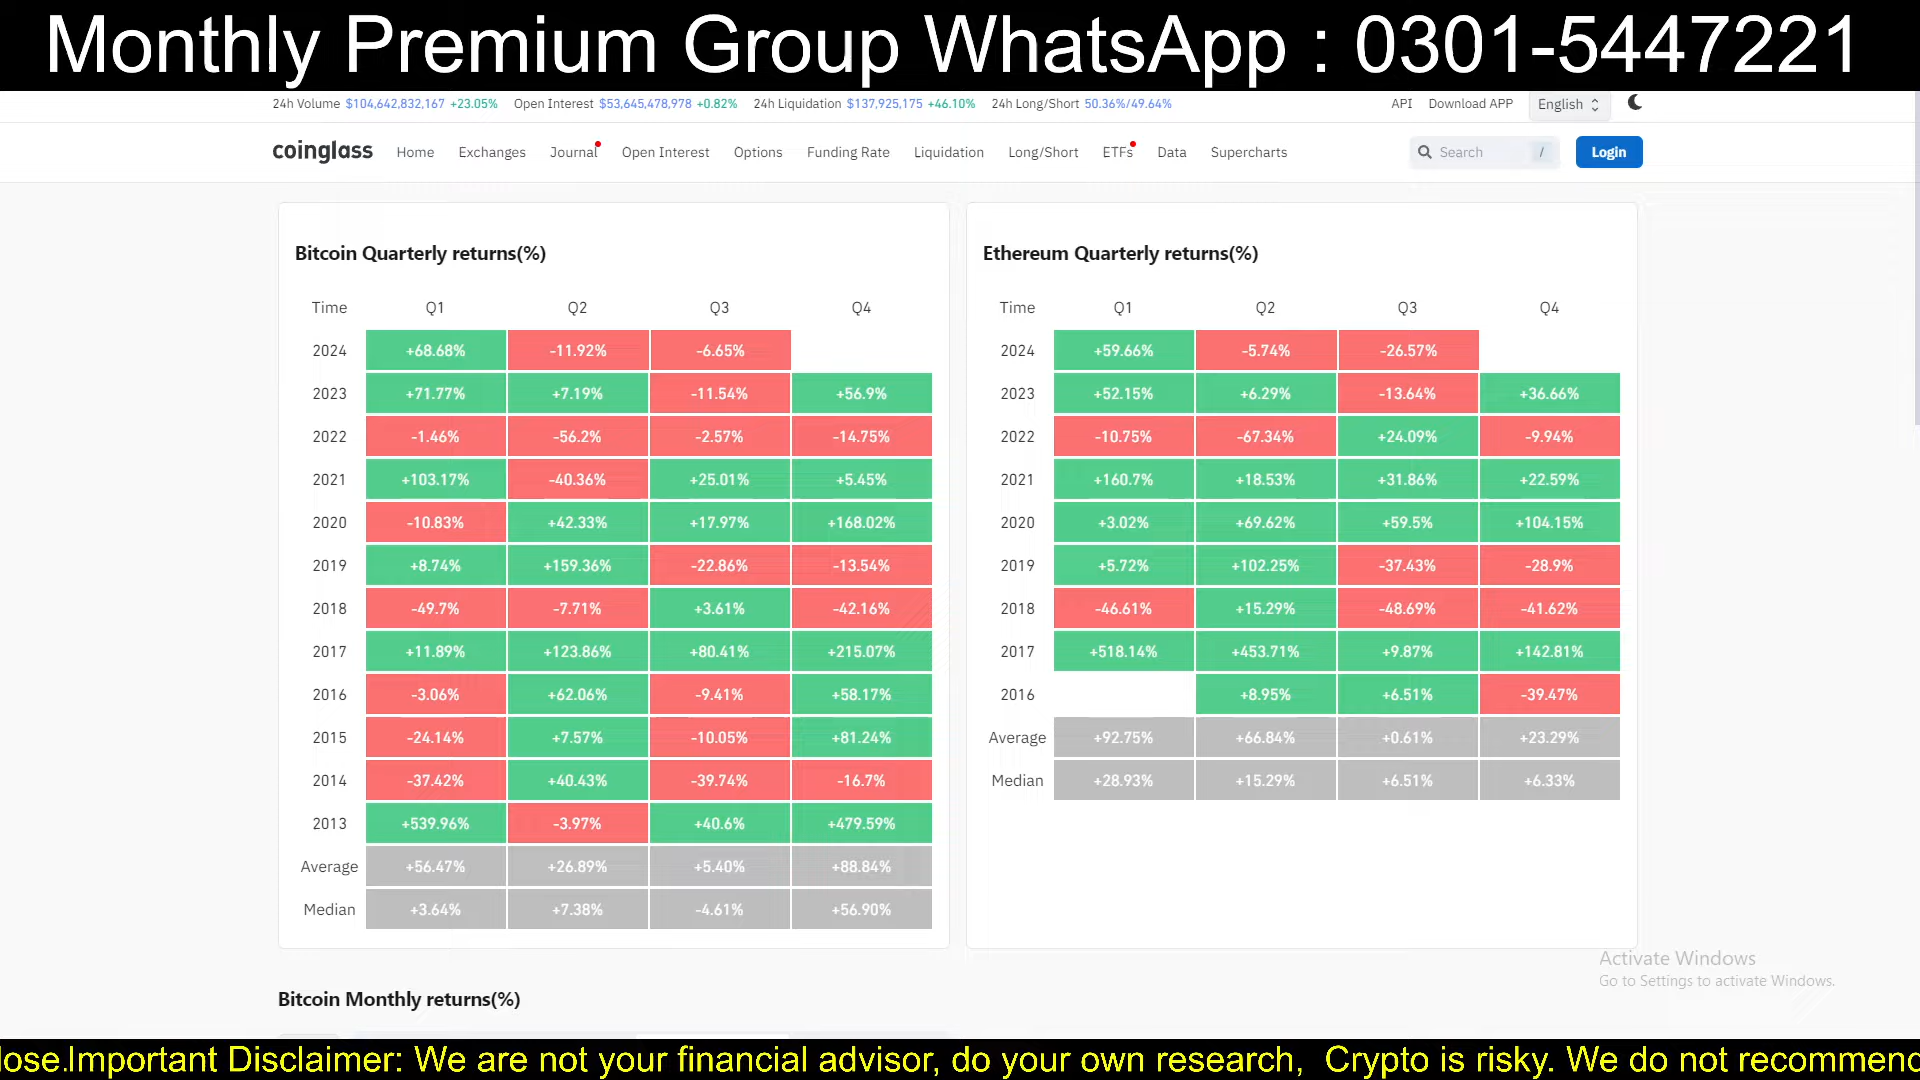 Monthly Premium Group WhatsApp : 0301-5447221
24h Volume $104,642,832,167 +23.05% Open Interest $53,645,478,978 +0.82% 24h Liquidation $137,925,175 +46.10% 24h Long/Short 50.36%/49.64% API Download APP English
coinglass Home Exchanges Journal Open Interest Options Funding Rate Liquidation Long/Short ETFs Data Supercharts Search / Login
Bitcoin Quarterly returns(%)
Time Q1 Q2 Q3 Q4
2024 +68.68% -11.92% -6.65%
2023 +71.77% +7.19% -11.54% +56.9%
2022 -1.46% -56.2% -2.57% -14.75%
2021 +103.17% -40.36% +25.01% +5.45%
2020 -10.83% +42.33% +17.97% +168.02%
2019 +8.74% +159.36% -22.86% -13.54%
2018 -49.7% -7.71% +3.61% -42.16%
2017 +11.89% +123.86% +80.41% +215.07%
2016 -3.06% +62.06% -9.41% +58.17%
2015 -24.14% +7.57% -10.05% +81.24%
2014 -37.42% +40.43% -39.74% -16.7%
2013 +539.96% -3.97% +40.6% +479.59%
Average +56.47% +26.89% +5.40% +88.84%
Median +3.64% +7.38% -4.61% +56.90%
Ethereum Quarterly returns(%)
Time Q1 Q2 Q3 Q4
2024 +59.66% -5.74% -26.57%
2023 +52.15% +6.29% -13.64% +36.66%
2022 -10.75% -67.34% +24.09% -9.94%
2021 +160.7% +18.53% +31.86% +22.59%
2020 +3.02% +69.62% +59.5% +104.15%
2019 +5.72% +102.25% -37.43% -28.9%
2018 -46.61% +15.29% -48.69% -41.62%
2017 +518.14% +453.71% +9.87% +142.81%
2016 +8.95% +6.51% -39.47%
Average +92.75% +66.84% +0.61% +23.29%
Median +28.93% +15.29% +6.51% +6.33%
Activate Windows
Go to Settings to activate Windows.
Bitcoin Monthly returns(%)
lose.Important Disclaimer: We are not your financial advisor, do your own research, Crypto is risky. We do not recommend